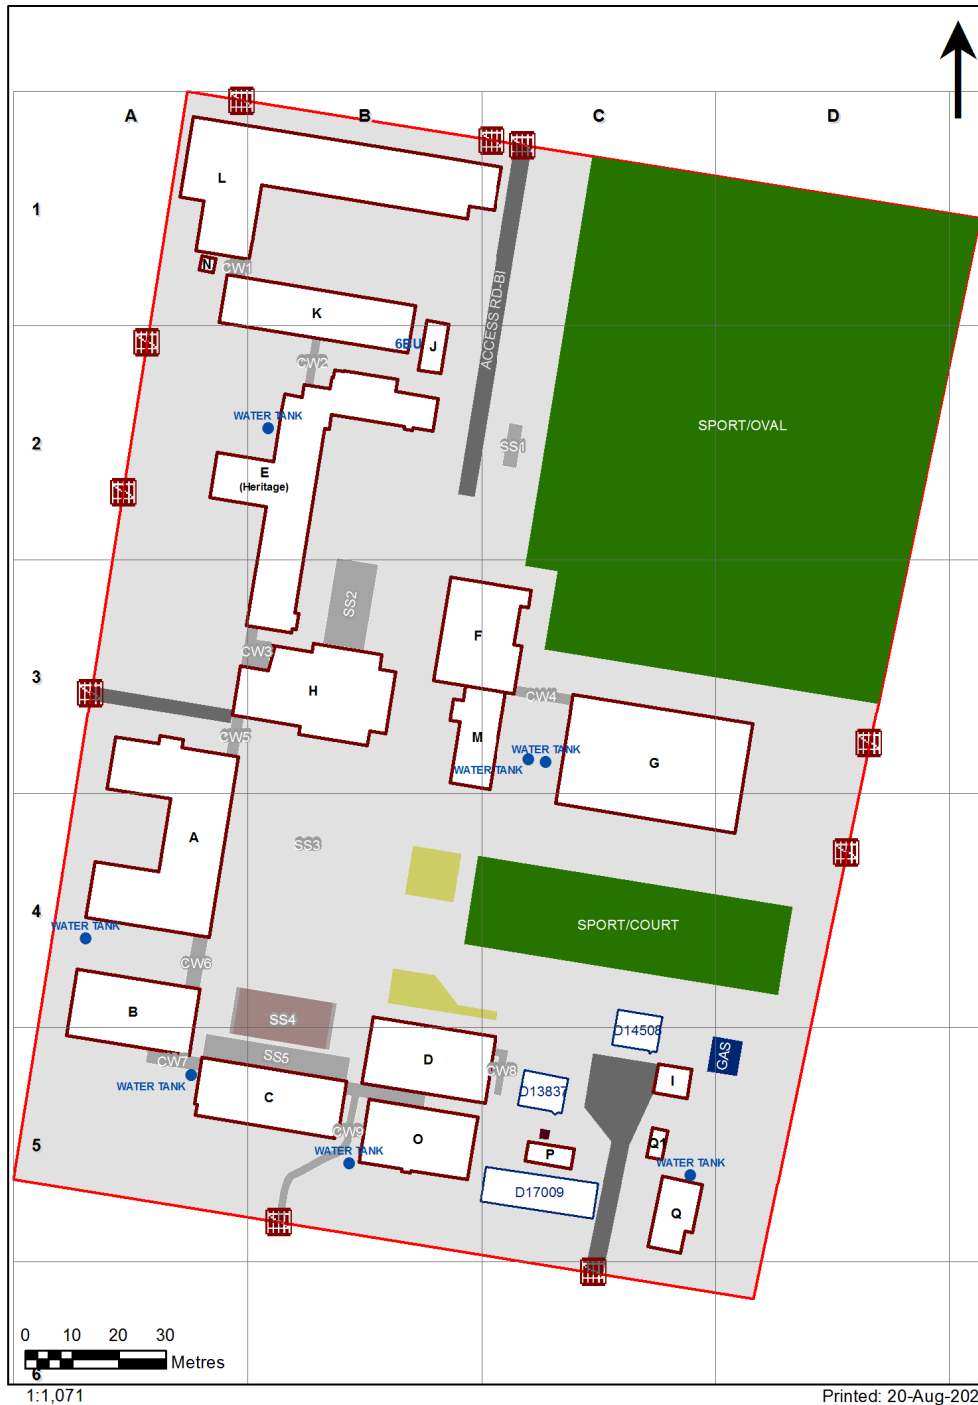 A
B
C
D
1
L
N
CW1
K
ACCESS RD-BI
6BU
J
CW2
WATER TANK
2
SS1
SPORT/OVAL
E
(Heritage)
SS2
F
CW3
3
H
CW4
CW5
M
WATER TANK
WATER TANK
G
A
SS3
4
WATER TANK
SPORT/COURT
CW6
B
SS4
D14508
SS5
D
GAS
CW7
CW8
WATER TANK
I
D13837
C
CW9
O
5
Q1
WATER TANK
P
WATER TANK
D17009
Q
0 10 20 30
Metres
6
1:1,071
Printed: 20-Aug-202